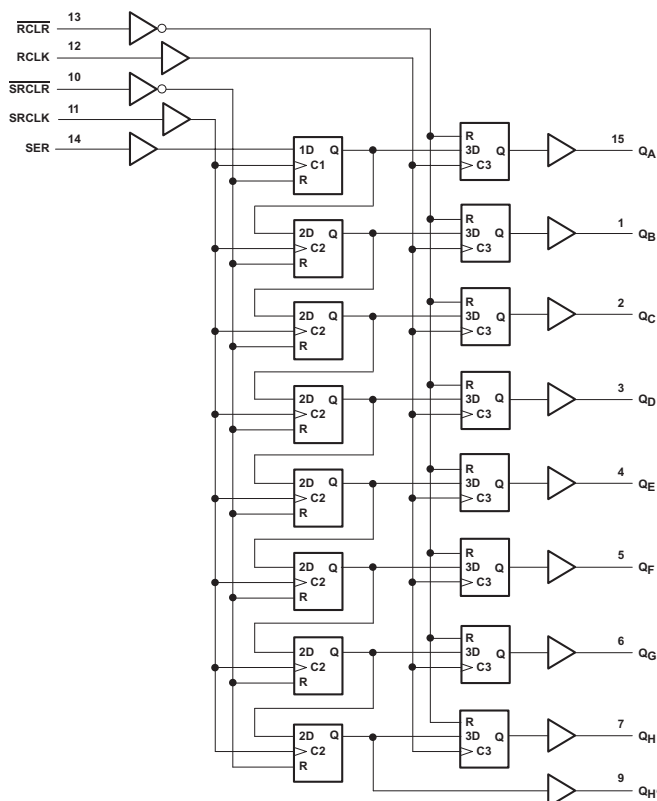 RCLR 13
RCLK 12
SRCLR 10
SRCLK 11
SER 14
1D Q
C1
R
R
3D Q
C3
15 QA
2D Q
C2
R
R
3D Q
C3
1 QB
2D Q
C2
R
R
3D Q
C3
2 QC
2D Q
C2
R
R
3D Q
C3
3 QD
2D Q
C2
R
R
3D Q
C3
4 QE
2D Q
C2
R
R
3D Q
C3
5 QF
2D Q
C2
R
R
3D Q
C3
6 QG
2D Q
C2
R
R
3D Q
C3
7 QH
9 QH'